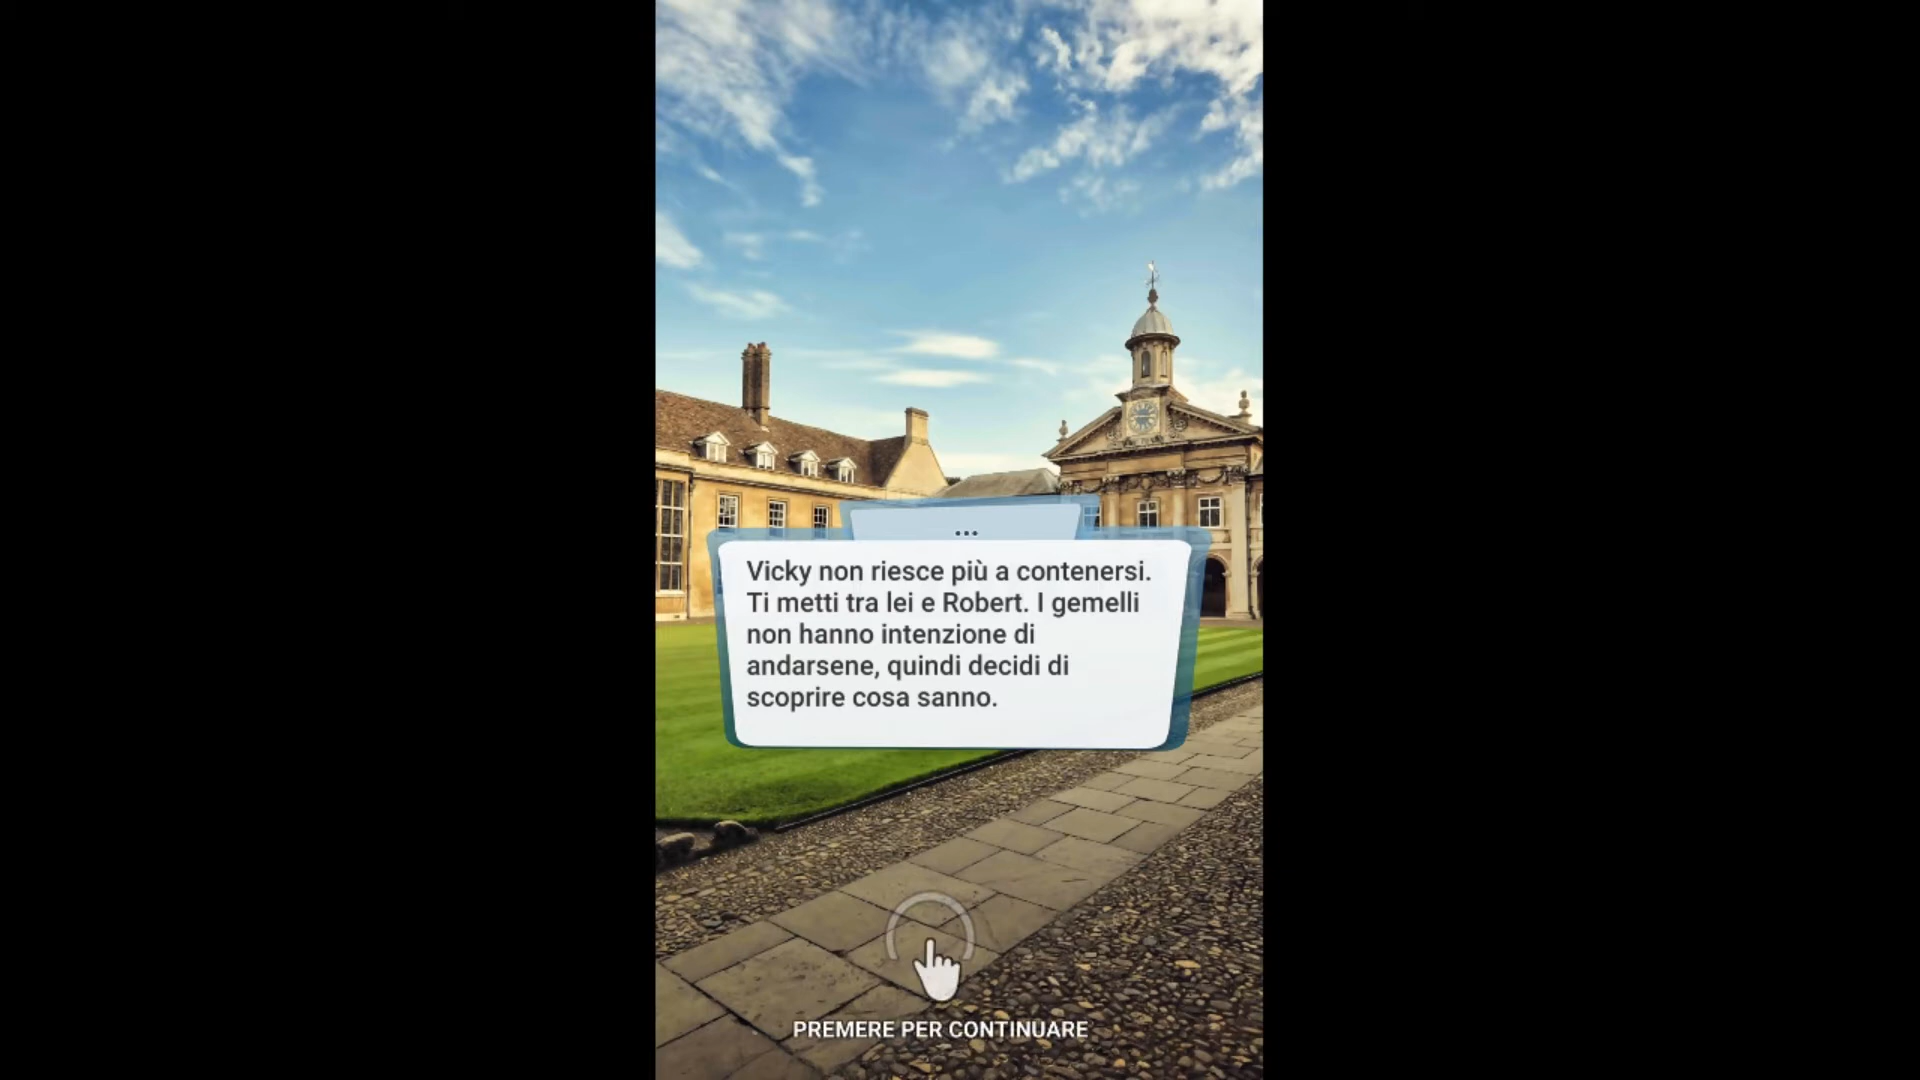 ...
Vicky non riesce più a contenersi.
Ti metti tra lei e Robert. I gemelli
non hanno intenzione di
andarsene, quindi decidi di
scoprire cosa sanno.
PREMERE PER CONTINUARE